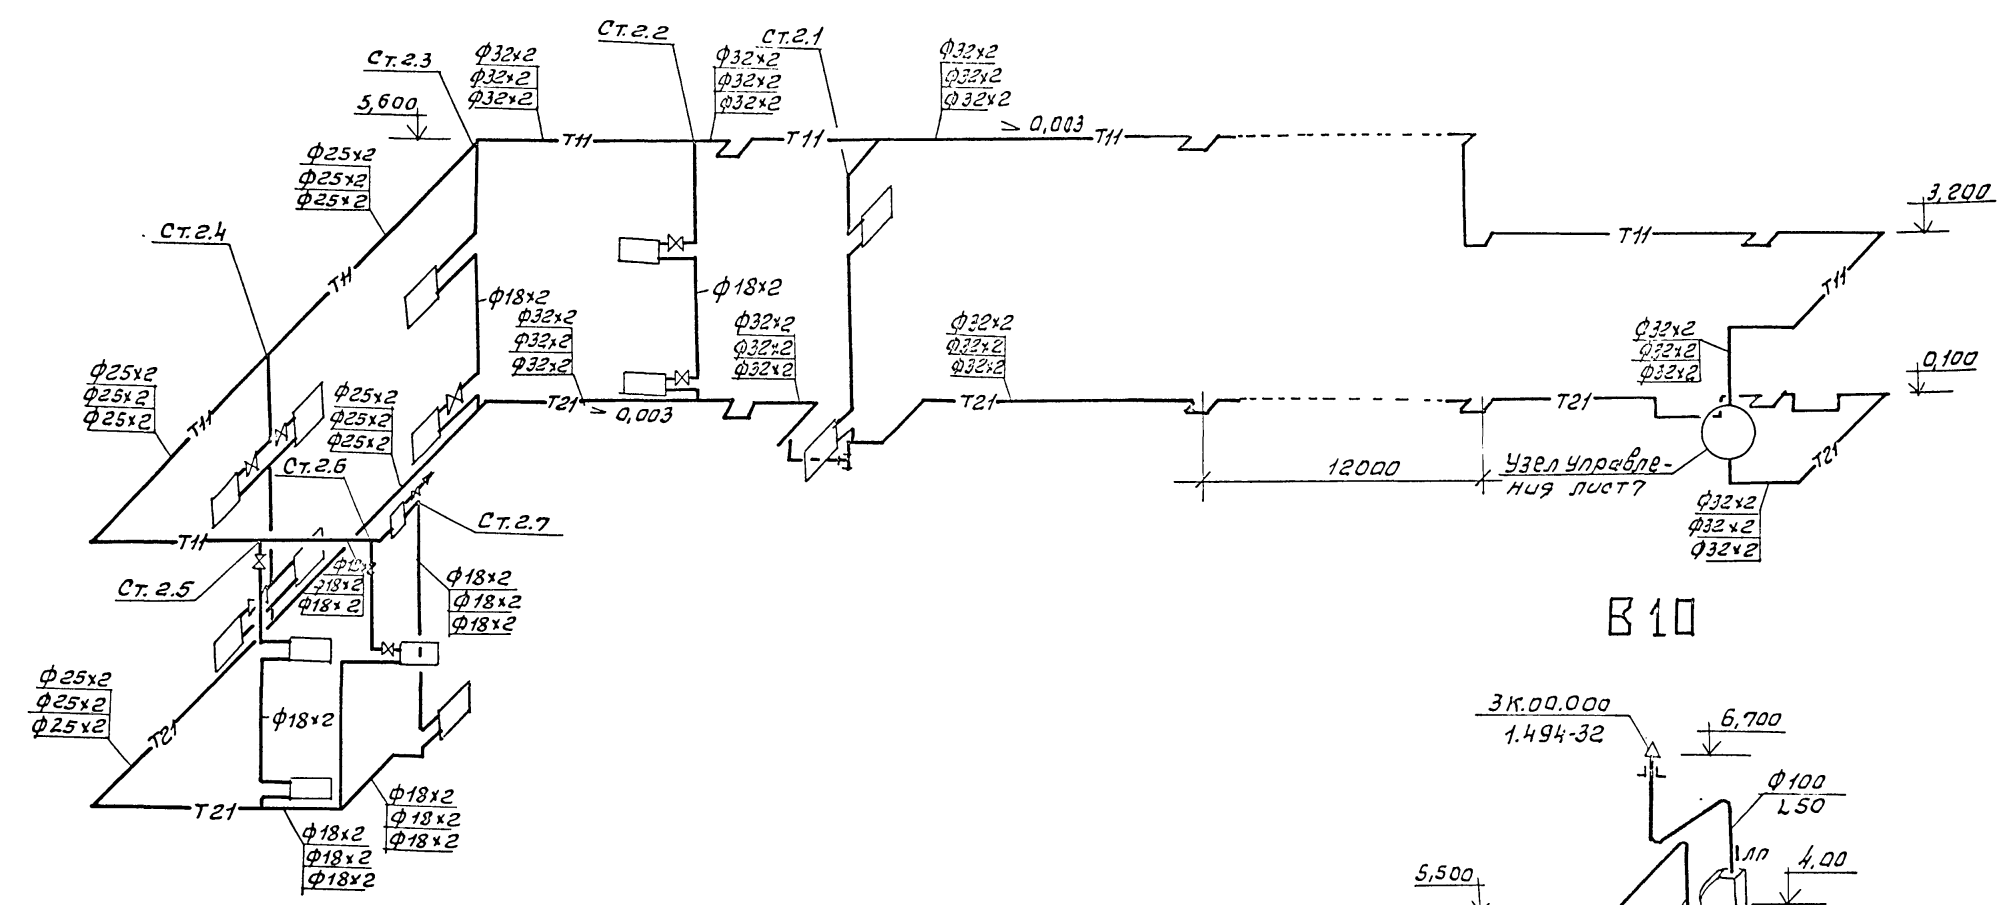 Ст.2.3
5,600
ф32х2
ф32х2
ф32х2
Ст.2.2
ф32х2
ф32х2
ф32х2
Ст.2.1
ф32х2
ф32х2
ф32х2
Т11
Т11
0,003
Т11
ф25х2
ф25х2
ф25х2
Ст.2.4
Т11
3,200
Т11
Т11
ф18х2
ф18х2
ф32х2
ф32х2
ф32х2
ф32х2
ф32х2
ф32х2
ф32х2
ф32х2
ф32х2
ф32х2
ф32х2
ф32х2
0,100
ф25х2
ф25х2
ф25х2
Т11
ф25х2
ф25х2
ф25х2
Т21
0,003
Т21
Т21
Т21
12000
Узел управле-
ния лист7
ф32х2
ф32х2
ф32х2
Ст.2.6
Ст.2.7
Т11
Ст.2.5
ф18х2
ф18х2
ф18х2
ф18х2
ф18х2
В10
ф25х2
ф25х2
ф25х2
Т21
ф18х2
Т21
ф18х2
ф18х2
ф18х2
ф18х2
ф18х2
ф18х2
ЗК.00.000
1.494-32
6,700
ф100
L50
ЛП
4,00
5,500